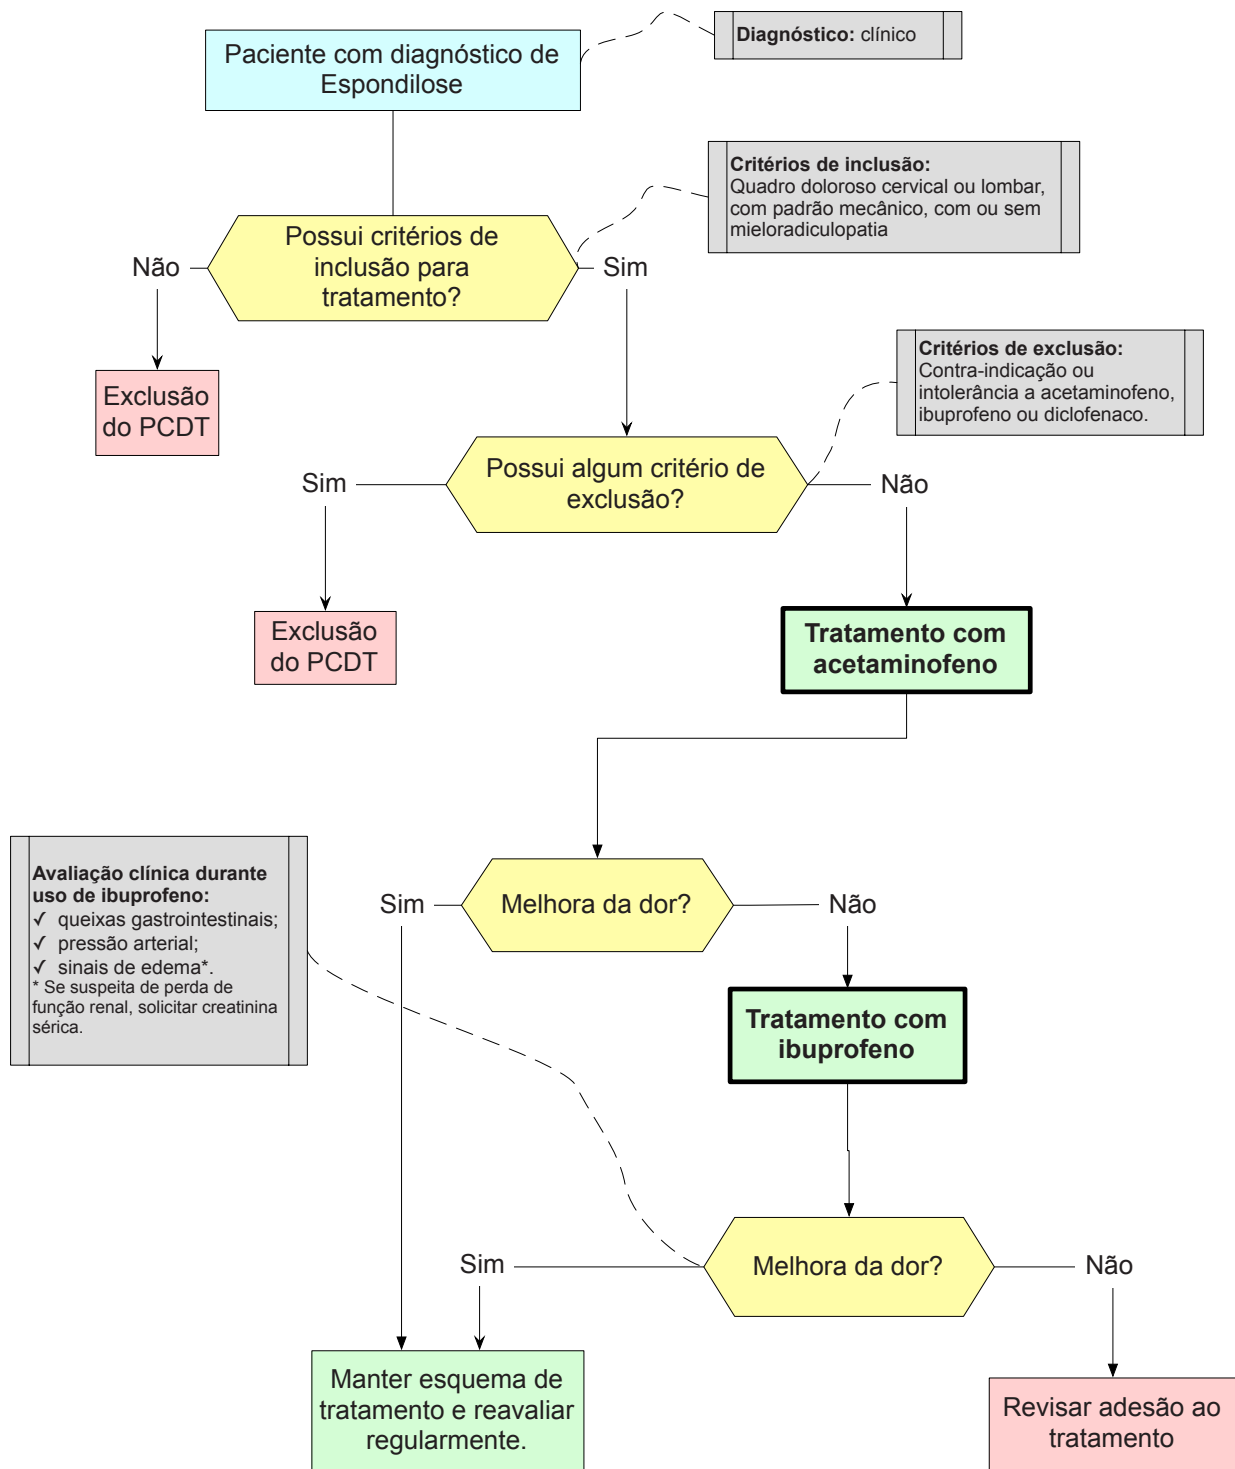 Paciente com diagnóstico de
Espondilose
Diagnóstico: clínico
Critérios de inclusão:
Quadro doloroso cervical ou lombar,
com padrão mecânico, com ou sem
mieloradiculopatia
Possui critérios de
inclusão para
tratamento?
Não
Sim
Exclusão
do PCDT
Critérios de exclusão:
Contra-indicação ou
intolerância a acetaminofeno,
ibuprofeno ou diclofenaco.
Possui algum critério de
exclusão?
Sim
Não
Exclusão
do PCDT
Tratamento com
acetaminofeno
Avaliação clínica durante
uso de ibuprofeno:
✓ queixas gastrointestinais;
✓ pressão arterial;
✓ sinais de edema*.
* Se suspeita de perda de
função renal, solicitar creatinina
sérica.
Sim
Melhora da dor?
Não
Tratamento com
ibuprofeno
Sim
Melhora da dor?
Não
Manter esquema de
tratamento e reavaliar
regularmente.
Revisar adesão ao
tratamento